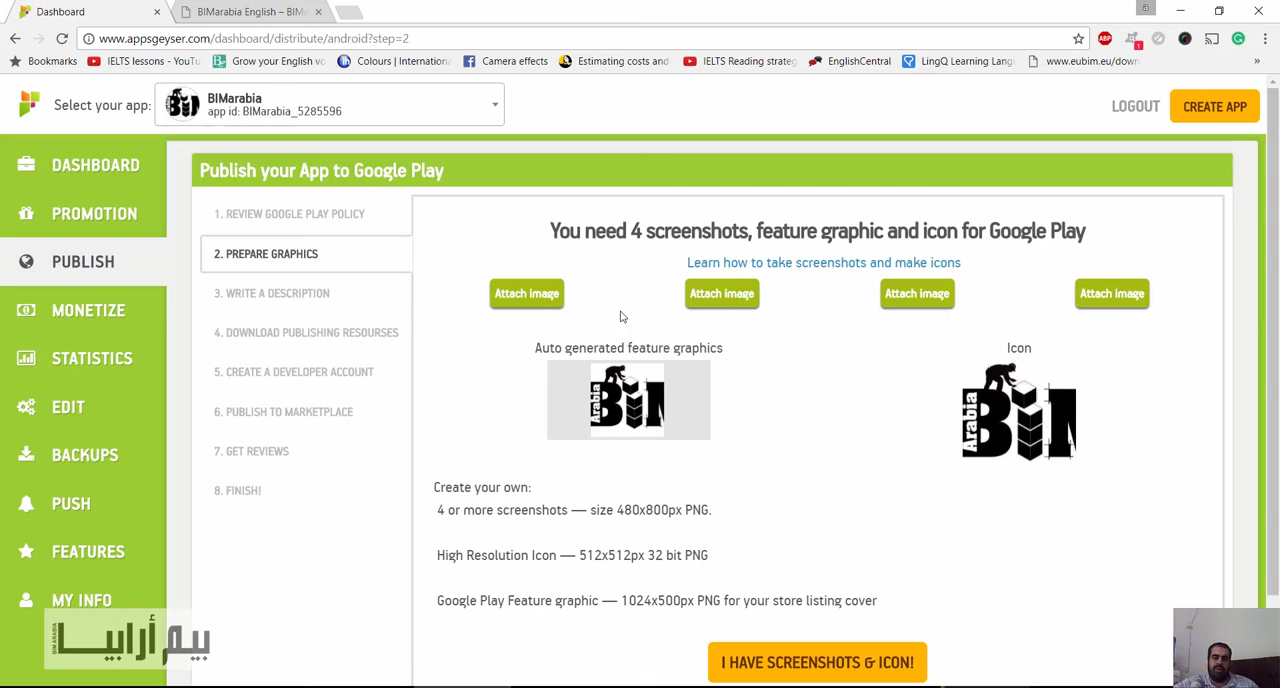 Dashboard
BIMarabia English – BIM
www.appsgeyser.com/dashboard/distribute/android?step=2
Bookmarks
IELTS lessons - YouTu
Grow your English vo
Colours | Internation
Camera effects
Estimating costs and
IELTS Reading strateg
EnglishCentral
LingQ Learning Lang
www.eubim.eu/down
Select your app:
BIMarabia
app id: BIMarabia_5285596
LOGOUT
CREATE APP
DASHBOARD
PROMOTION
PUBLISH
MONETIZE
STATISTICS
EDIT
BACKUPS
PUSH
FEATURES
MY INFO
Publish your App to Google Play
1. REVIEW GOOGLE PLAY POLICY
2. PREPARE GRAPHICS
3. WRITE A DESCRIPTION
4. DOWNLOAD PUBLISHING RESOURSES
5. CREATE A DEVELOPER ACCOUNT
6. PUBLISH TO MARKETPLACE
7. GET REVIEWS
8. FINISH!
You need 4 screenshots, feature graphic and icon for Google Play
Learn how to take screenshots and make icons
Attach image
Attach image
Attach image
Attach image
Auto generated feature graphics
Icon
Arabia BIM
Arabia BIM
Create your own:
4 or more screenshots — size 480x800px PNG.
High Resolution Icon — 512x512px 32 bit PNG
Google Play Feature graphic — 1024x500px PNG for your store listing cover
I HAVE SCREENSHOTS & ICON!
بيم أرابيا
BIMARABIA